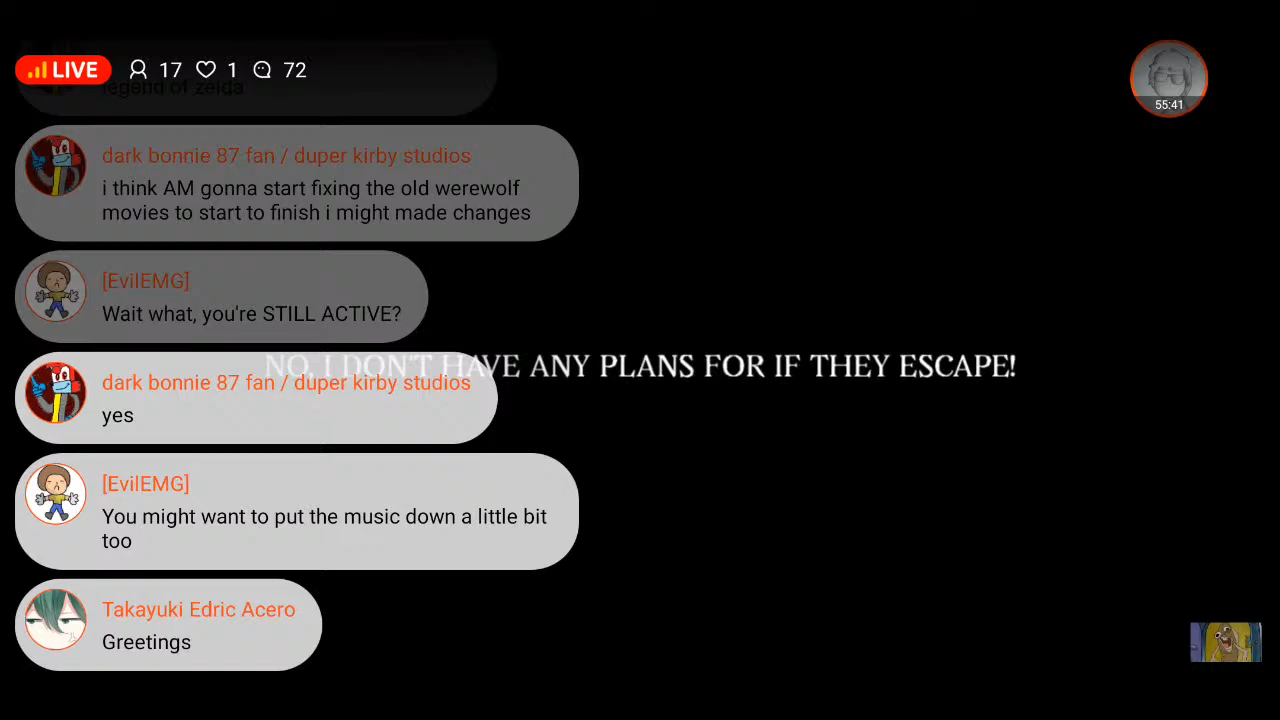 LIVE 17 1 72
legend of zelda
55:41
dark bonnie 87 fan / duper kirby studios
i think AM gonna start fixing the old werewolf
movies to start to finish i might made changes
[EvilEMG]
Wait what, you're STILL ACTIVE?
NO, I DON'T HAVE ANY PLANS FOR IF THEY ESCAPE!
dark bonnie 87 fan / duper kirby studios
yes
[EvilEMG]
You might want to put the music down a little bit
too
Takayuki Edric Acero
Greetings